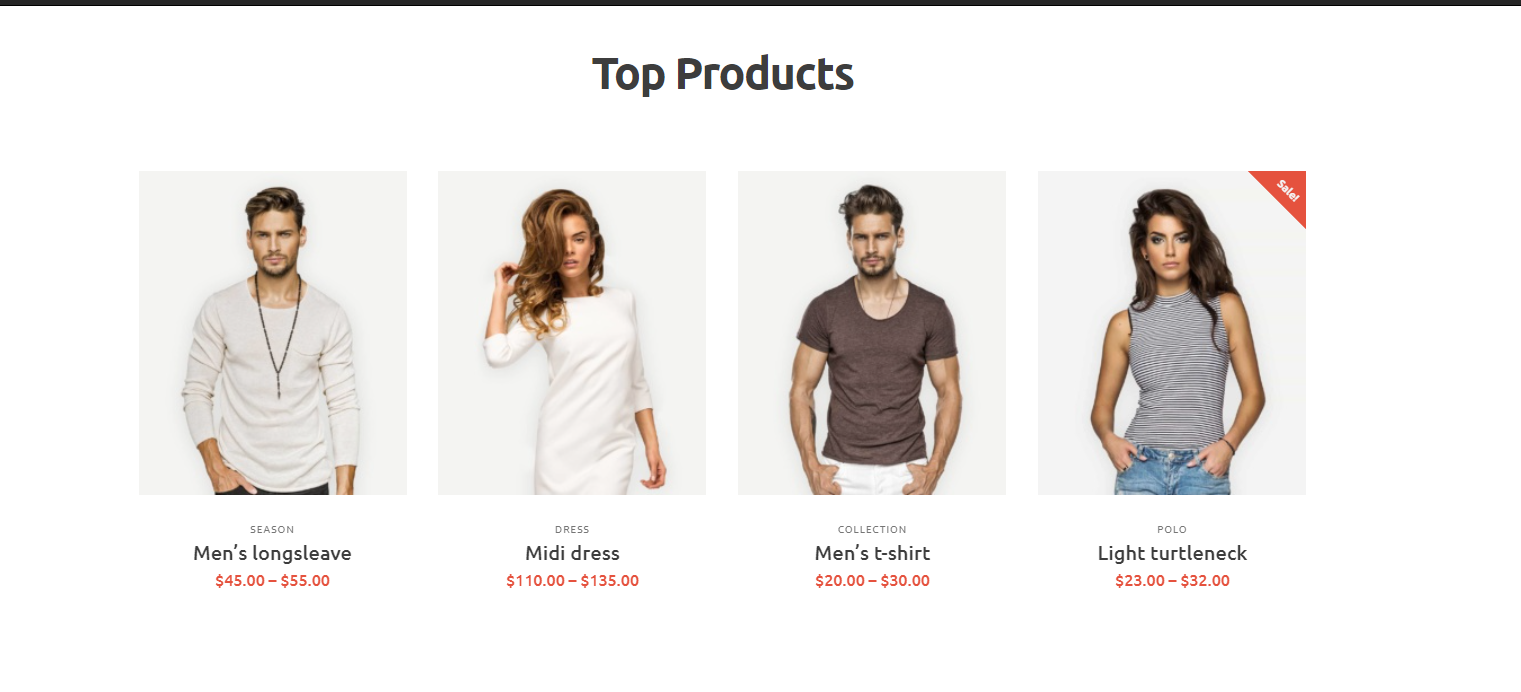 Top Products
Sale!
SEASON
Men’s longsleave
$45.00 – $55.00
DRESS
Midi dress
$110.00 – $135.00
COLLECTION
Men’s t-shirt
$20.00 – $30.00
POLO
Light turtleneck
$23.00 – $32.00